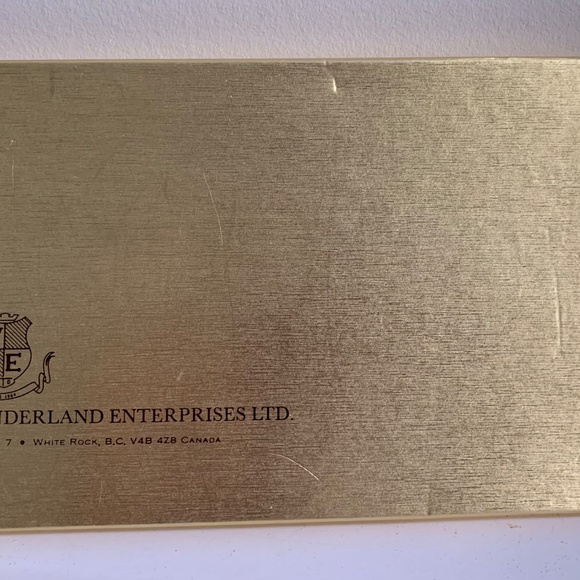 E
NDERLAND ENTERPRISES LTD.
7 • WHITE ROCK, B.C. V4B 4Z8 CANADA